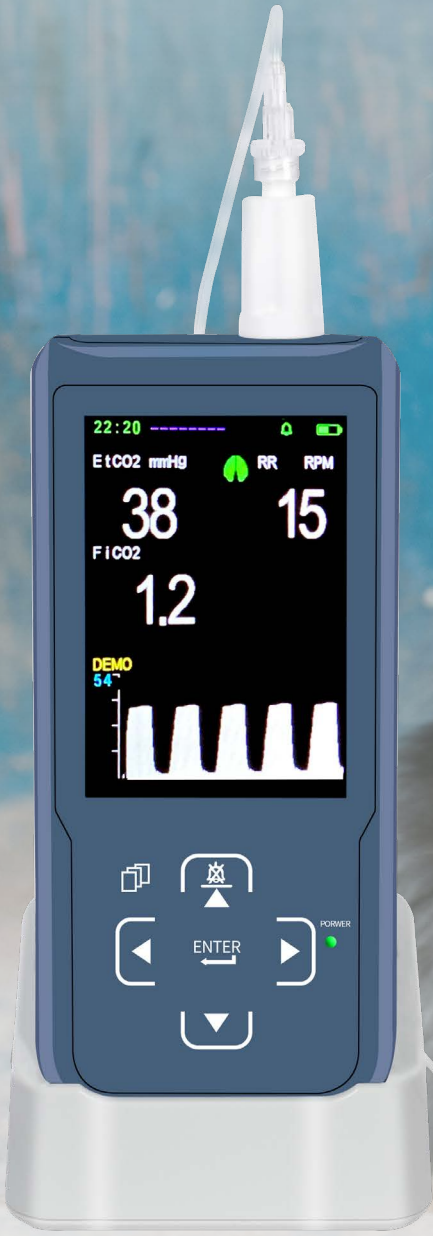 22:20 --------
EtCO2 mmHg RR RPM
38 15
FiCO2
1.2
DEMO
54
ENTER
PORWER